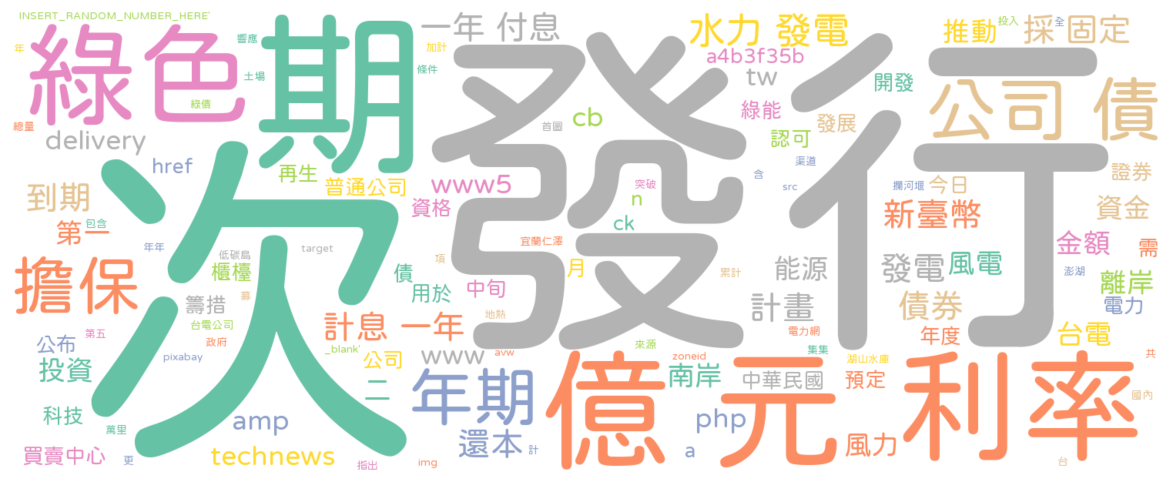 INSERT_RANDOM_NUMBER_HERE'
綠色
期
次
發行
一年 付息
水力 發電
推動
投入
全
採 固定
年
響應
加計
土場
條件
綠債
總量
delivery
href
再生
普通公司
www5
資格
cb
n
ck
首圖
突破
a4b3f35b
tw
綠能
認可
發展
開發
渠道
含
src
公司 債
攔河堰
今日
證券
資金
新臺幣
到期
第一
包含
年年
低碳島
target
櫃檯
債
用於
項
中旬
宜蘭仁澤
月
累計
能源
發電
風電
金額
需
澎湖
離岸
電力
擔保
籌措
募
台電公司
政府
計息 一年
地熱
計畫
債券
電力網
年度
台電
公布
第五
pixabay
_blank'
公司
www
avw
來源
zoneid
南岸
集集
湖山水庫
中華民國
預定
共
國內
投資
科技
萬里
二
年期
億
元
利率
amp
還本
計
php
a
風力
買賣中心
更
technews
指出
img
台